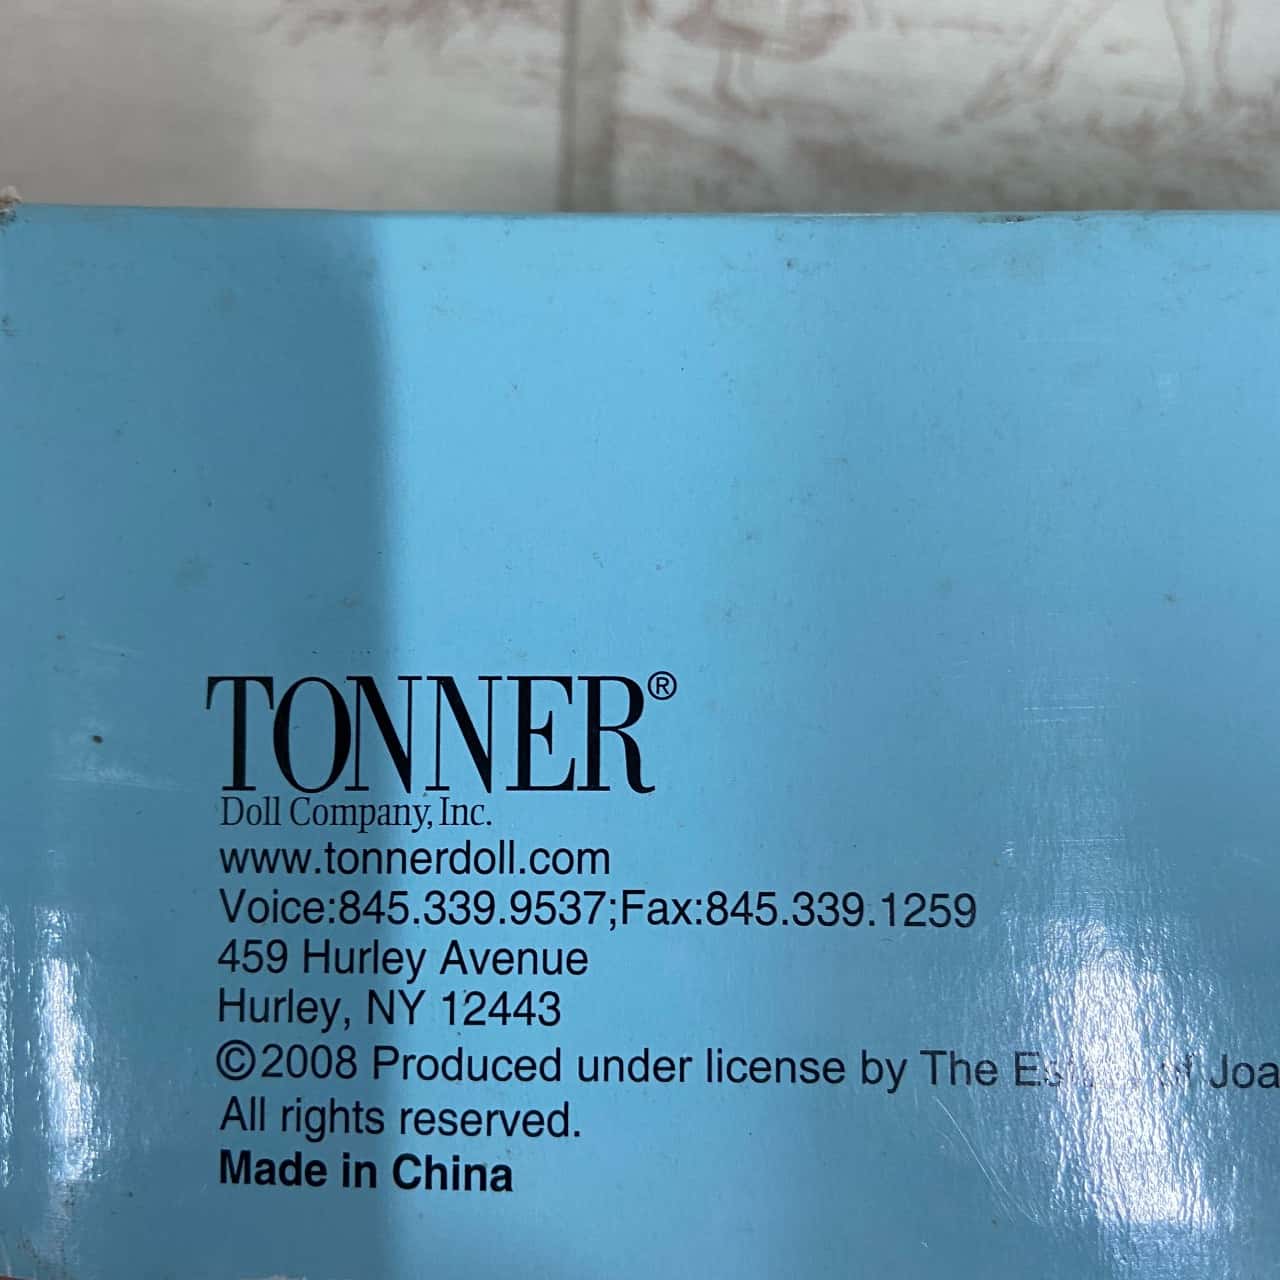 TONNER®
Doll Company, Inc.
www.tonnerdoll.com
Voice:845.339.9537;Fax:845.339.1259
459 Hurley Avenue
Hurley, NY 12443
©2008 Produced under license by The
All rights reserved.
Made in China